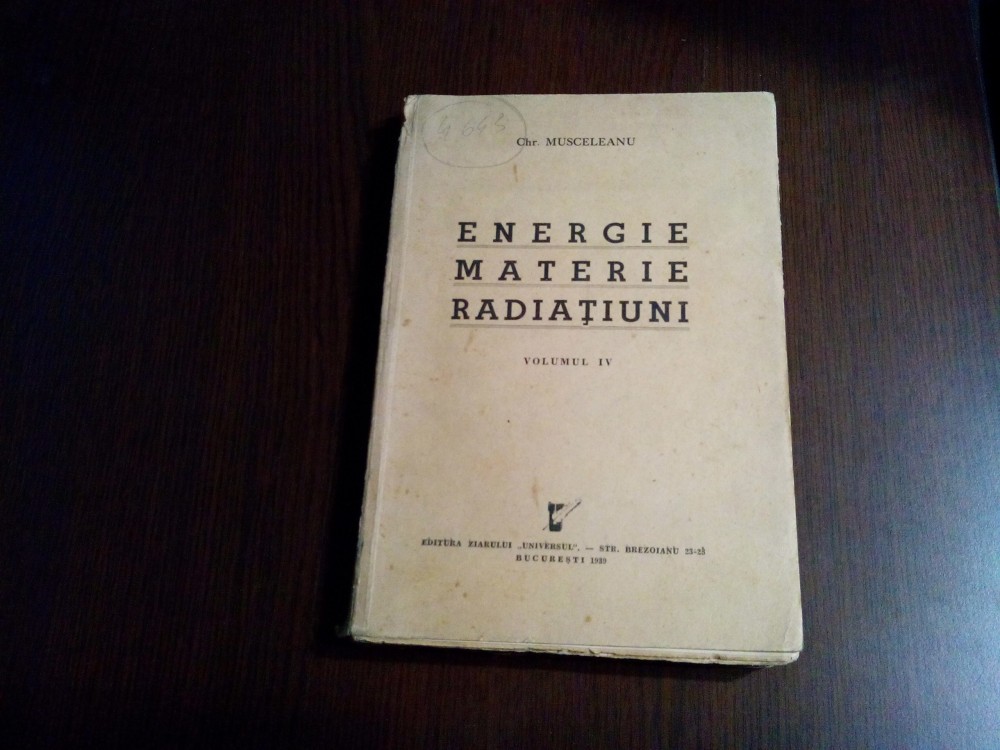 Chr. MUSCELEANU
ENERGIE
MATERIE
RADIAŢIUNI
VOLUMUL IV
EDITURA ZIARULUI „UNIVERSUL”. — STR. BREZOIANU 23-25
BUCUREŞTI 1939